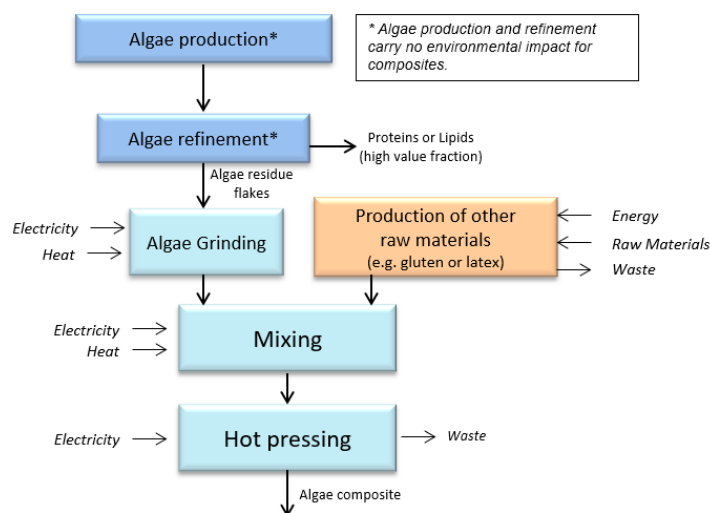 Algae production*
* Algae production and refinement
carry no environmental impact for
composites.
Algae refinement*
Proteins or Lipids
(high value fraction)
Algae residue
flakes
Electricity
Heat
Algae Grinding
Production of other
raw materials
(e.g. gluten or latex)
Energy
Raw Materials
Waste
Electricity
Heat
Mixing
Electricity
Hot pressing
Waste
Algae composite